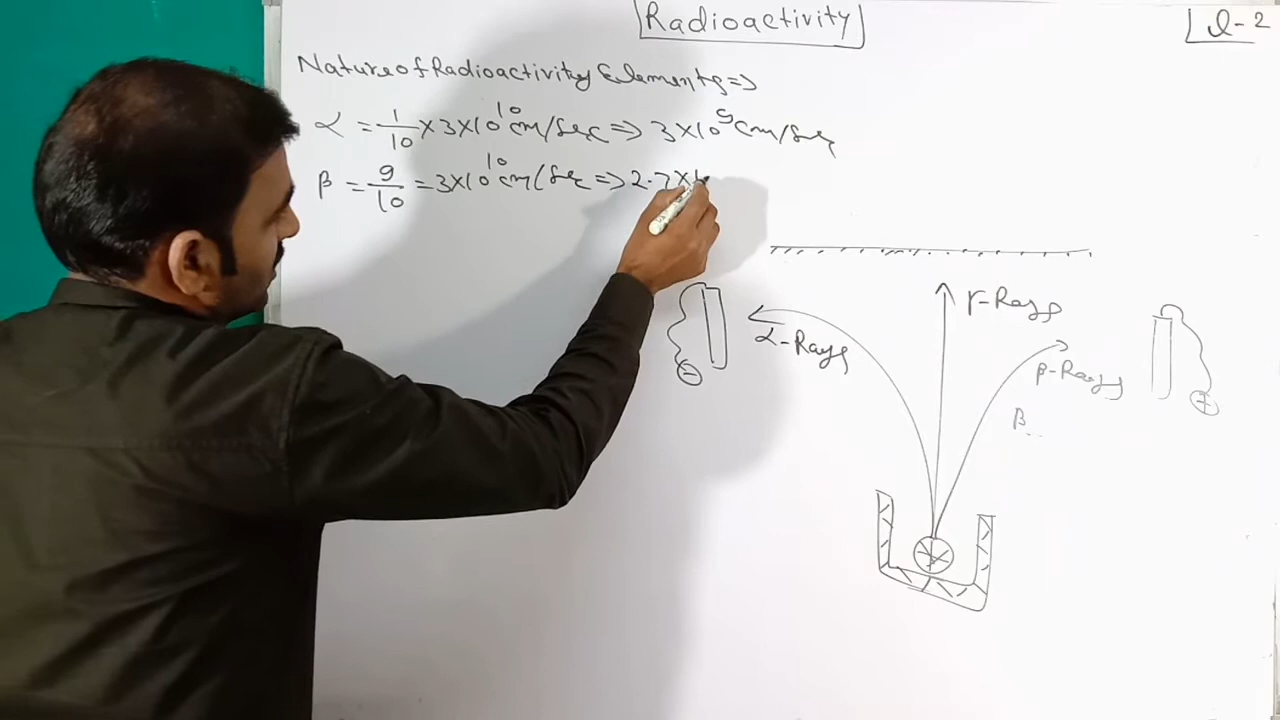 Radioactivity
L-2
Nature of Radioactivity Elements =>
α = 1/10 × 3×10^10 cm/sec => 3×10^9 cm/sec
β = 9/10 = 3×10^10 cm/sec => 2.7×1
γ-Rays
α-Rays
β-Rays
β
−
+